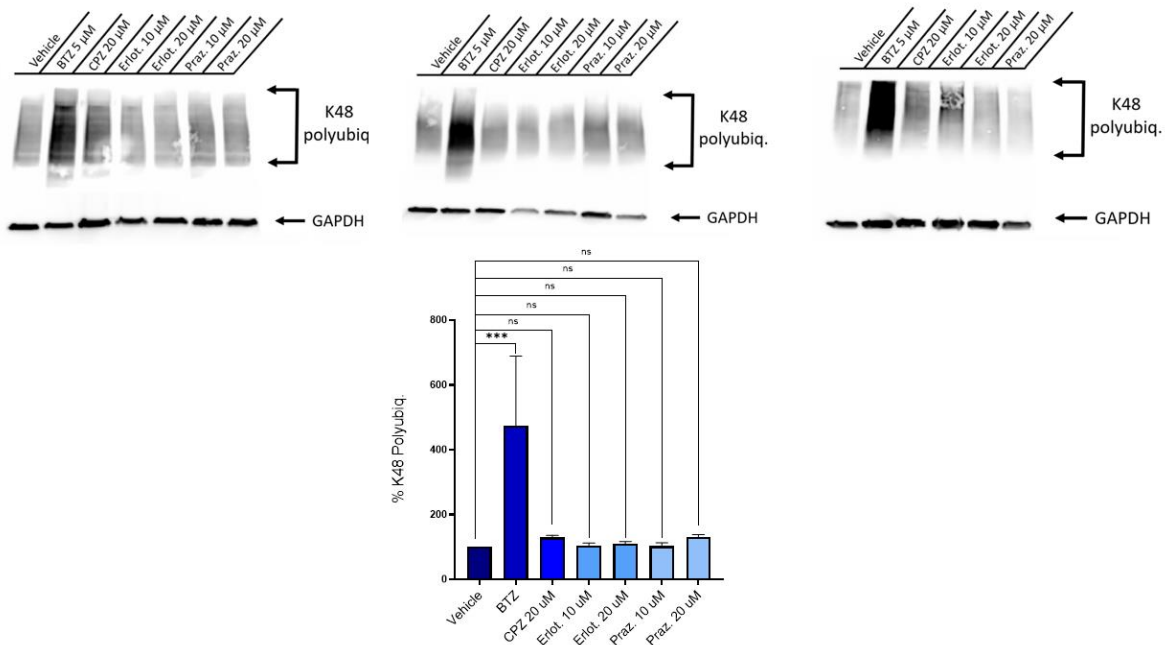 Vehicle
BTZ 5 µM
CPZ 20 µM
Erlot. 10 µM
Erlot. 20 µM
Praz. 10 µM
Praz. 20 µM
K48
polyubiq
GAPDH
Vehicle
BTZ 5 µM
CPZ 20 µM
Erlot. 10 µM
Erlot. 20 µM
Praz. 10 µM
Praz. 20 µM
K48
polyubiq.
GAPDH
Vehicle
BTZ 5 µM
CPZ 20 µM
Erlot. 10 µM
Erlot. 20 µM
Praz. 20 µM
K48
polyubiq.
GAPDH
ns
ns
ns
ns
ns
***
% K48 Polyubiq.
800
600
400
200
0
Vehicle
BTZ
CPZ 20 uM
Erlot. 10 uM
Erlot. 20 uM
Praz. 10 uM
Praz. 20 uM